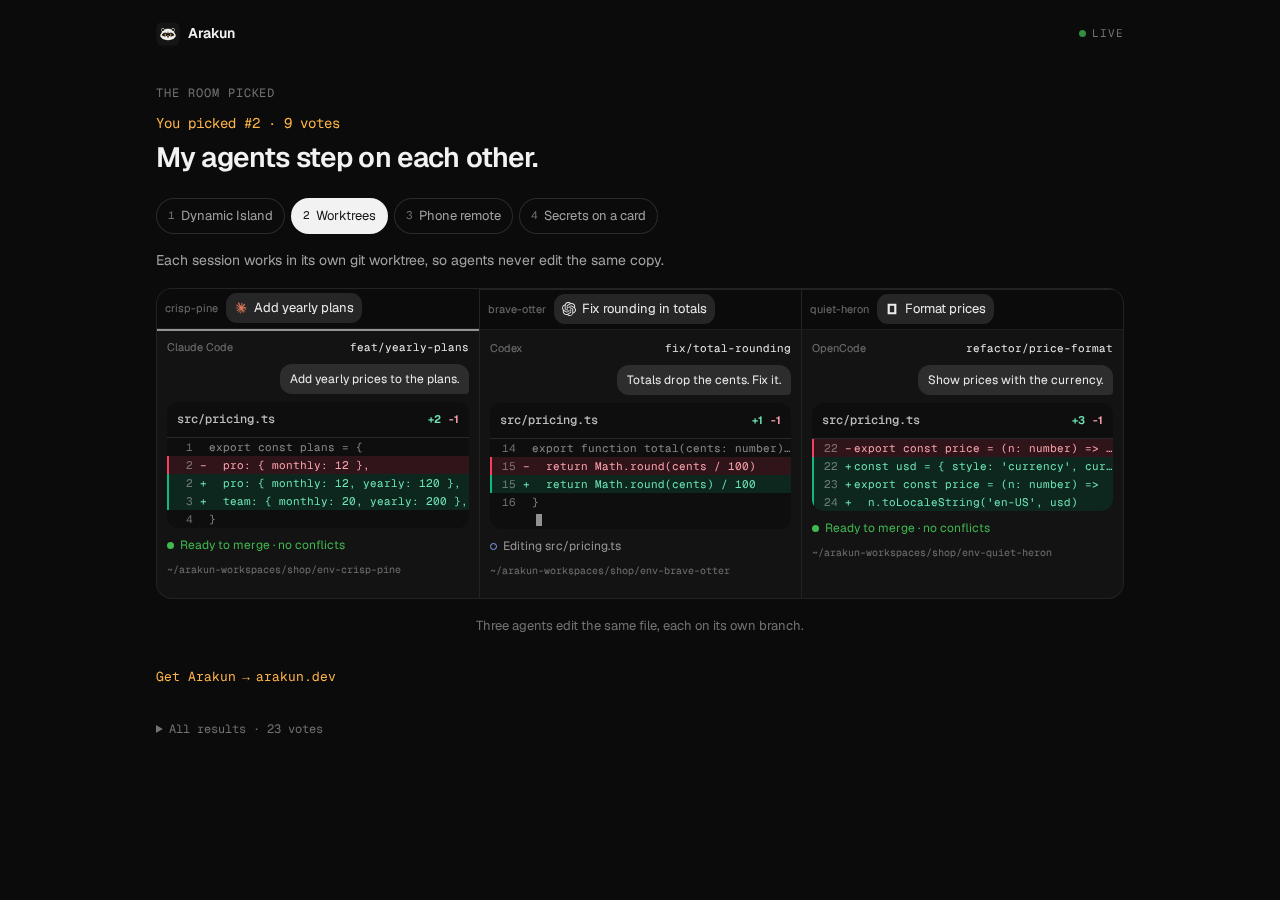 Arakun
LIVE
THE ROOM PICKED
You picked #2 · 9 votes
My agents step on each other.
1 Dynamic Island
2 Worktrees
3 Phone remote
4 Secrets on a card
Each session works in its own git worktree, so agents never edit the same copy.
crisp-pine Add yearly plans
Claude Code feat/yearly-plans
Add yearly prices to the plans.
src/pricing.ts +2 -1
1 export const plans = {
2 − pro: { monthly: 12 },
2 + pro: { monthly: 12, yearly: 120 },
3 + team: { monthly: 20, yearly: 200 },
4 }
Ready to merge · no conflicts
~/arakun-workspaces/shop/env-crisp-pine
brave-otter Fix rounding in totals
Codex fix/total-rounding
Totals drop the cents. Fix it.
src/pricing.ts +1 -1
14 export function total(cents: number)…
15 − return Math.round(cents / 100)
15 + return Math.round(cents) / 100
16 }
Editing src/pricing.ts
~/arakun-workspaces/shop/env-brave-otter
quiet-heron Format prices
OpenCode refactor/price-format
Show prices with the currency.
src/pricing.ts +3 -1
22 −export const price = (n: number) => …
22 +const usd = { style: 'currency', cur…
23 +export const price = (n: number) =>
24 + n.toLocaleString('en-US', usd)
Ready to merge · no conflicts
~/arakun-workspaces/shop/env-quiet-heron
Three agents edit the same file, each on its own branch.
Get Arakun → arakun.dev
▶ All results · 23 votes